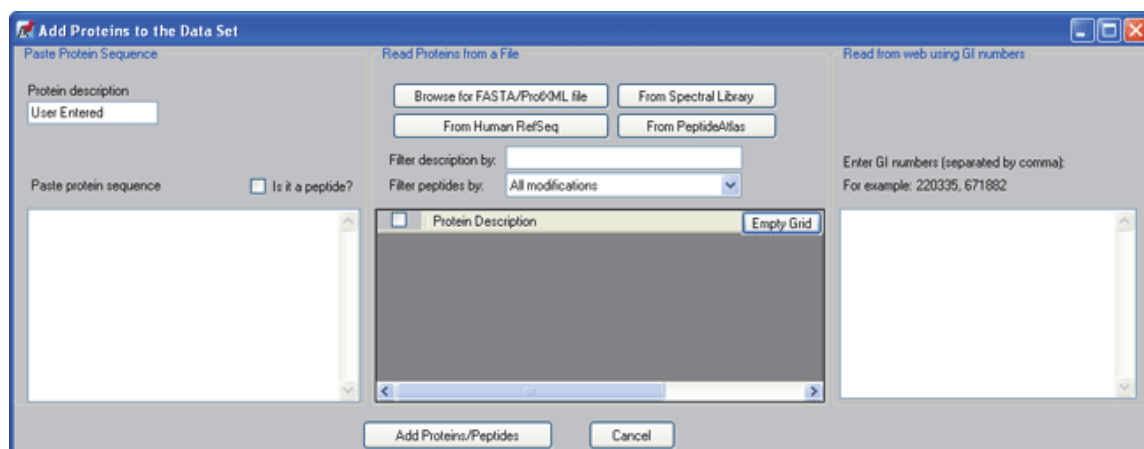 Add Proteins to the Data Set
Paste Protein Sequence
Protein description
User Entered
Paste protein sequence
Is it a peptide?
Read Proteins from a File
Browse for FASTA/ProtXML file
From Spectral Library
From Human RefSeq
From PeptideAtlas
Filter description by:
Filter peptides by:
All modifications
Protein Description
Empty Grid
Read from web using GI numbers
Enter GI numbers (separated by comma):
For example: 220335, 671882
Add Proteins/Peptides
Cancel